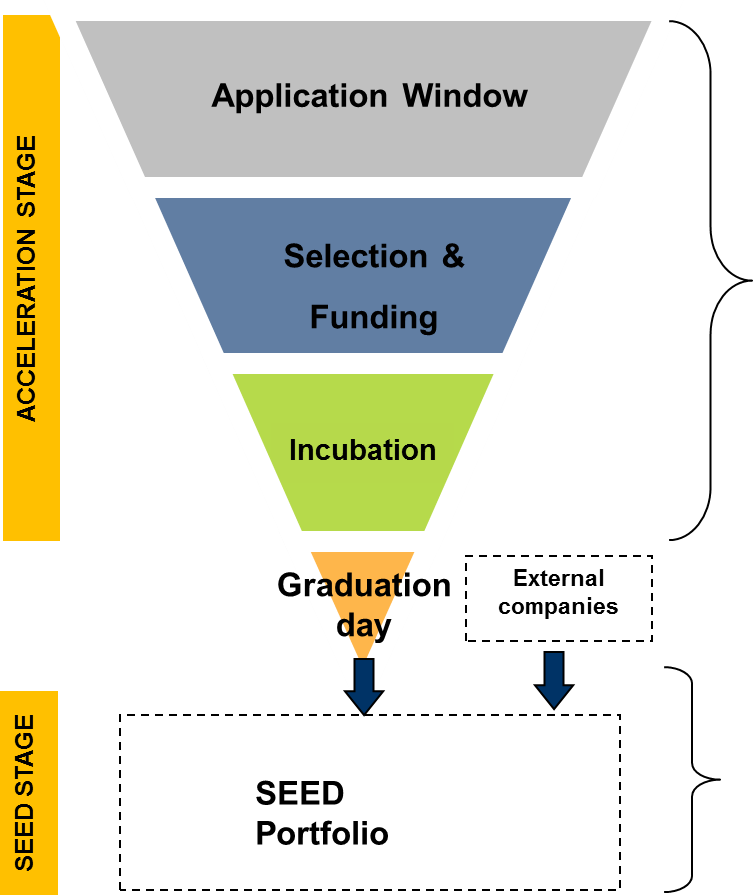 ACCELERATION STAGE
Application Window
Selection &
Funding
Incubation
Graduation
day
External
companies
SEED STAGE
SEED
Portfolio